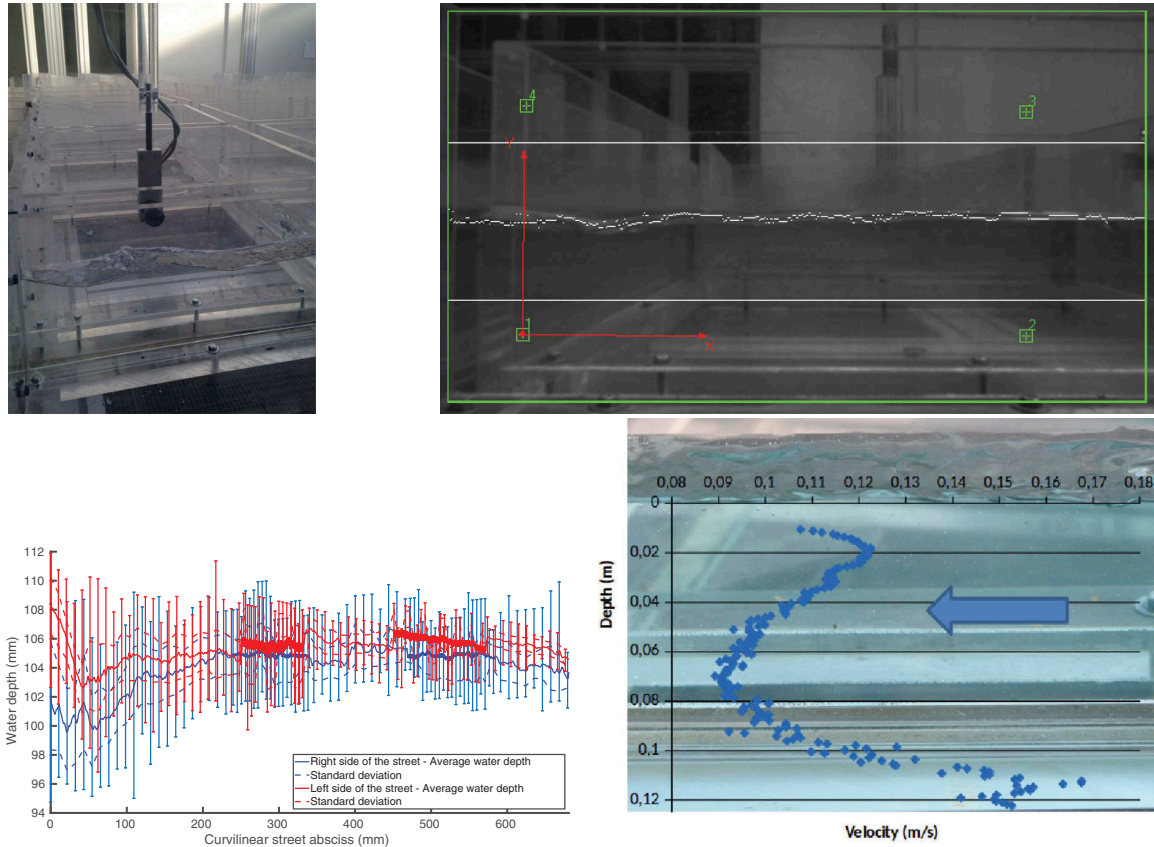 4
3
Y
1
2
X
112
110
108
106
104
102
100
98
96
94
Water depth (mm)
0 100 200 300 400 500 600
Curvilinear street absciss (mm)
Right side of the street - Average water depth
Standard deviation
Left side of the street - Average water depth
Standard deviation
0,08 0,09 0,1 0,11 0,12 0,13 0,14 0,15 0,16 0,17 0,18
0
0,02
0,04
0,06
0,08
0,1
0,12
Depth (m)
Velocity (m/s)